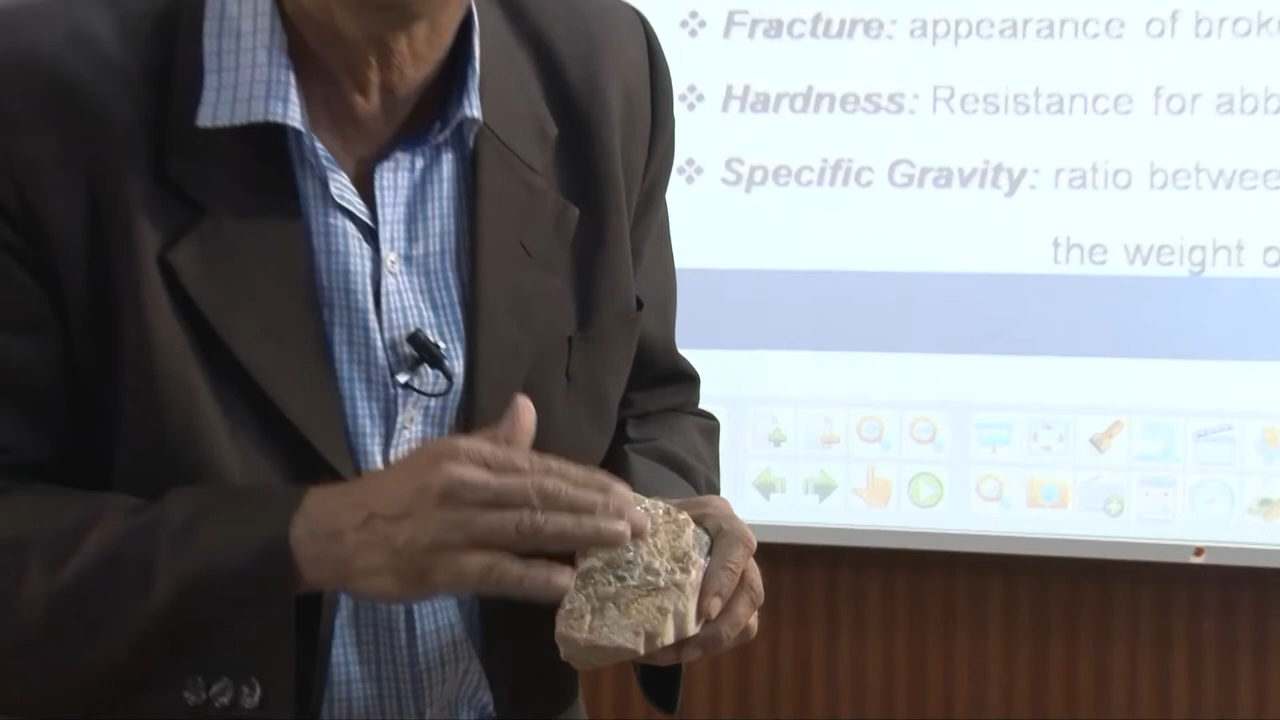 ❖ Fracture: appearance of
❖ Hardness: Resistance for
❖ Specific Gravity: ratio
the weight